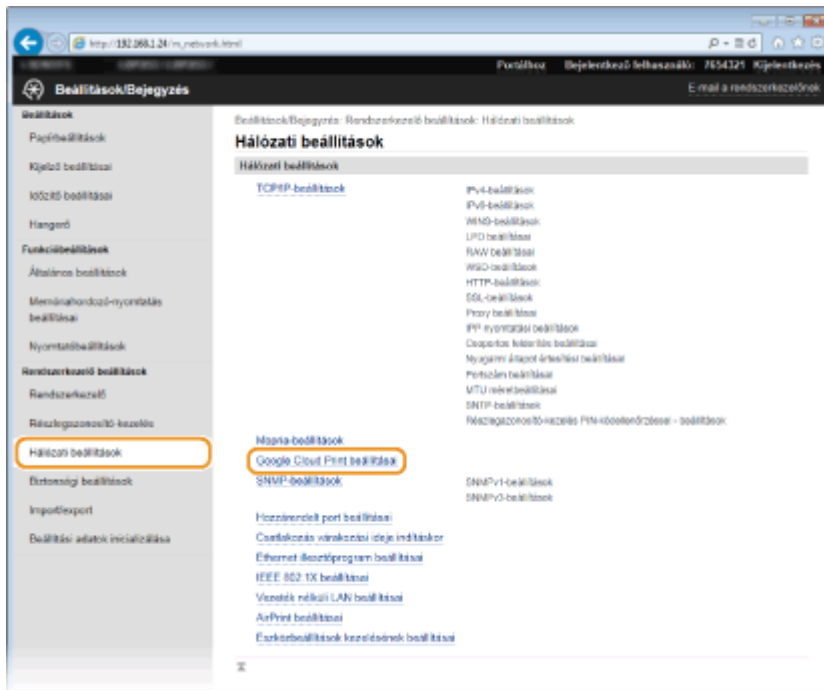 http://192.168.1.24/m_network.html
Portálhoz Bejelentkező felhasználó: 7654321 Kijelentkezés
Beállítások/Bejegyzés
E-mail a rendszerkezelőnek
Beállítások
Papírbeállítások
Kijelző beállításai
Időzítő beállításai
Hangerő
Funkcióbeállítások
Általános beállítások
Memóriahordozó-nyomtatás
beállításai
Nyomtatóbeállítások
Rendszerkezelő beállítások
Rendszerkezelő
Részlegazonosító-kezelés
Hálózati beállítások
Biztonsági beállítások
Import/export
Beállítási adatok inicializálása
Beállítások/Bejegyzés: Rendszerkezelő beállítások: Hálózati beállítások
Hálózati beállítások
Hálózati beállítások
TCP/IP-beállítások
IPv4-beállítások
IPv6-beállítások
WINS-beállítások
LPD beállításai
RAW beállításai
WSD-beállítások
HTTP-beállítások
SSL-beállítások
Proxy beállításai
IPP nyomtatási beállítások
Csoportos felderítés beállításai
Nyugalmi állapot értesítési beállításai
Portszám beállításai
MTU méretbeállításai
SNTP-beállítások
Részlegazonosító-kezelés PIN-kódellenőrzéssel - beállítások
Mopria-beállítások
Google Cloud Print beállításai
SNMP-beállítások
SNMPv1-beállítások
SNMPv3-beállítások
Hozzárendelt port beállításai
Csatlakozás várakozási ideje indításkor
Ethernet illesztőprogram beállításai
IEEE 802.1X beállításai
Vezeték nélküli LAN beállításai
AirPrint beállításai
Eszközbeállítások kezelésének beállításai